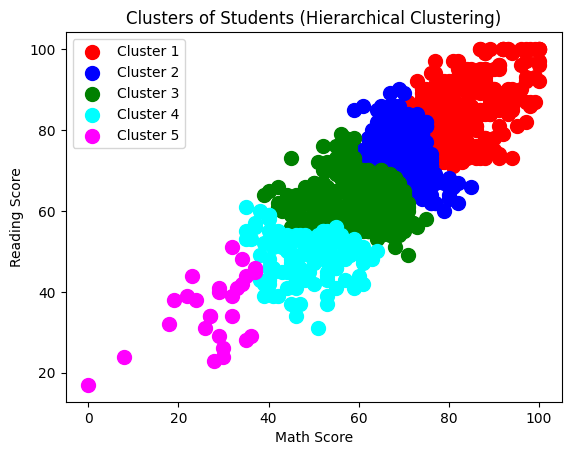 Clusters of Students (Hierarchical Clustering)
Cluster 1
Cluster 2
Cluster 3
Cluster 4
Cluster 5
Reading Score
100
80
60
40
20
0 20 40 60 80 100
Math Score